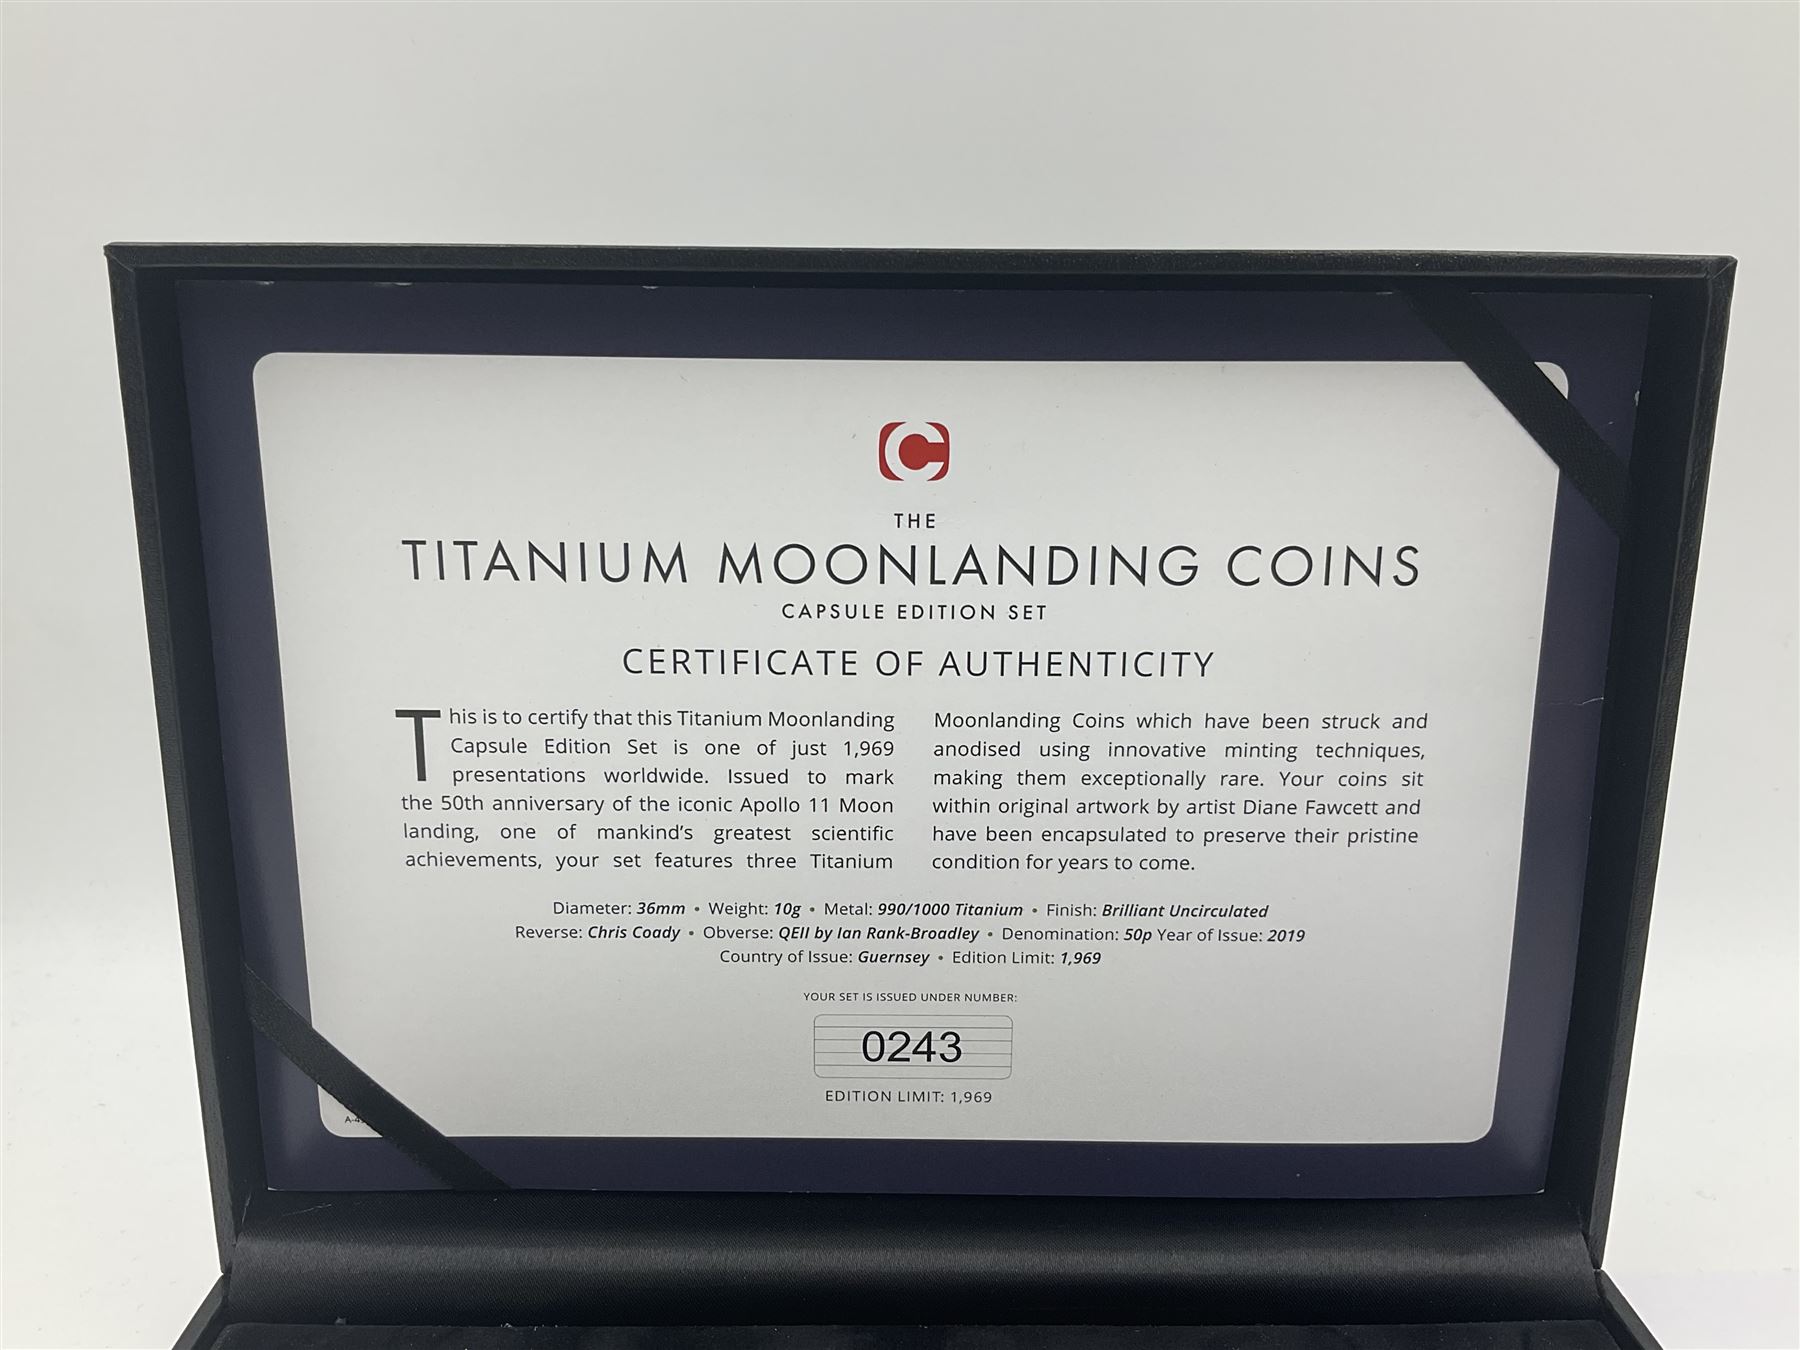 C
THE
TITANIUM MOONLANDING COINS
CAPSULE EDITION SET
CERTIFICATE OF AUTHENTICITY
This is to certify that this Titanium Moonlanding
Capsule Edition Set is one of just 1,969
presentations worldwide. Issued to mark
the 50th anniversary of the iconic Apollo 11 Moon
landing, one of mankind's greatest scientific
achievements, your set features three Titanium
Moonlanding Coins which have been struck and
anodised using innovative minting techniques,
making them exceptionally rare. Your coins sit
within original artwork by artist Diane Fawcett and
have been encapsulated to preserve their pristine
condition for years to come.
Diameter: 36mm • Weight: 10g • Metal: 990/1000 Titanium • Finish: Brilliant Uncirculated
Reverse: Chris Coady • Obverse: QEII by Ian Rank-Broadley • Denomination: 50p Year of Issue: 2019
Country of Issue: Guernsey • Edition Limit: 1,969
YOUR SET IS ISSUED UNDER NUMBER:
0243
EDITION LIMIT: 1,969